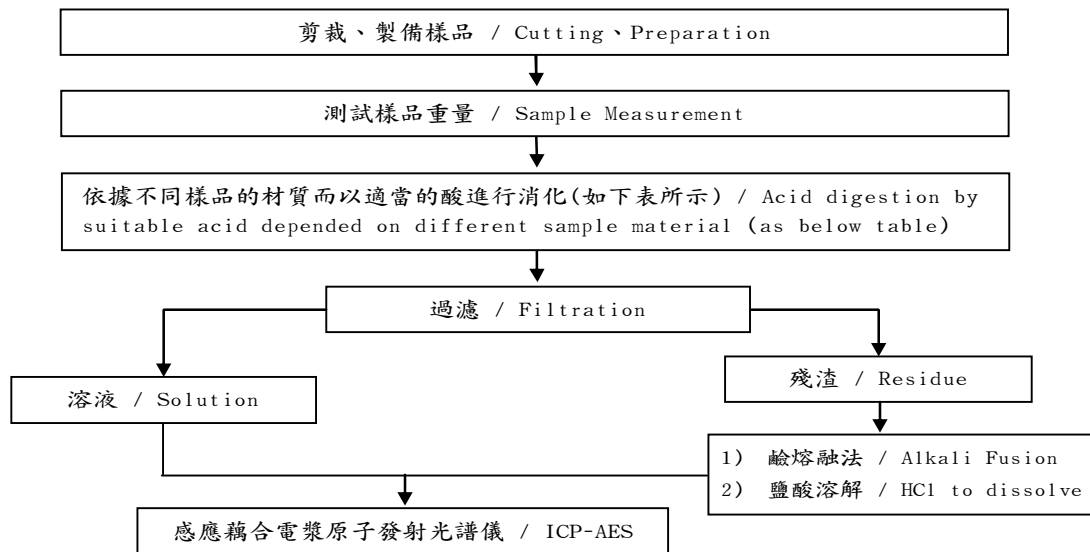 剪裁、製備樣品 / Cutting、Preparation
測試樣品重量 / Sample Measurement
依據不同樣品的材質而以適當的酸進行消化(如下表所示) / Acid digestion by
suitable acid depended on different sample material (as below table)
過濾 / Filtration
溶液 / Solution
殘渣 / Residue
1) 鹼熔融法 / Alkali Fusion
2) 鹽酸溶解 / HCl to dissolve
感應藕合電漿原子發射光譜儀 / ICP-AES